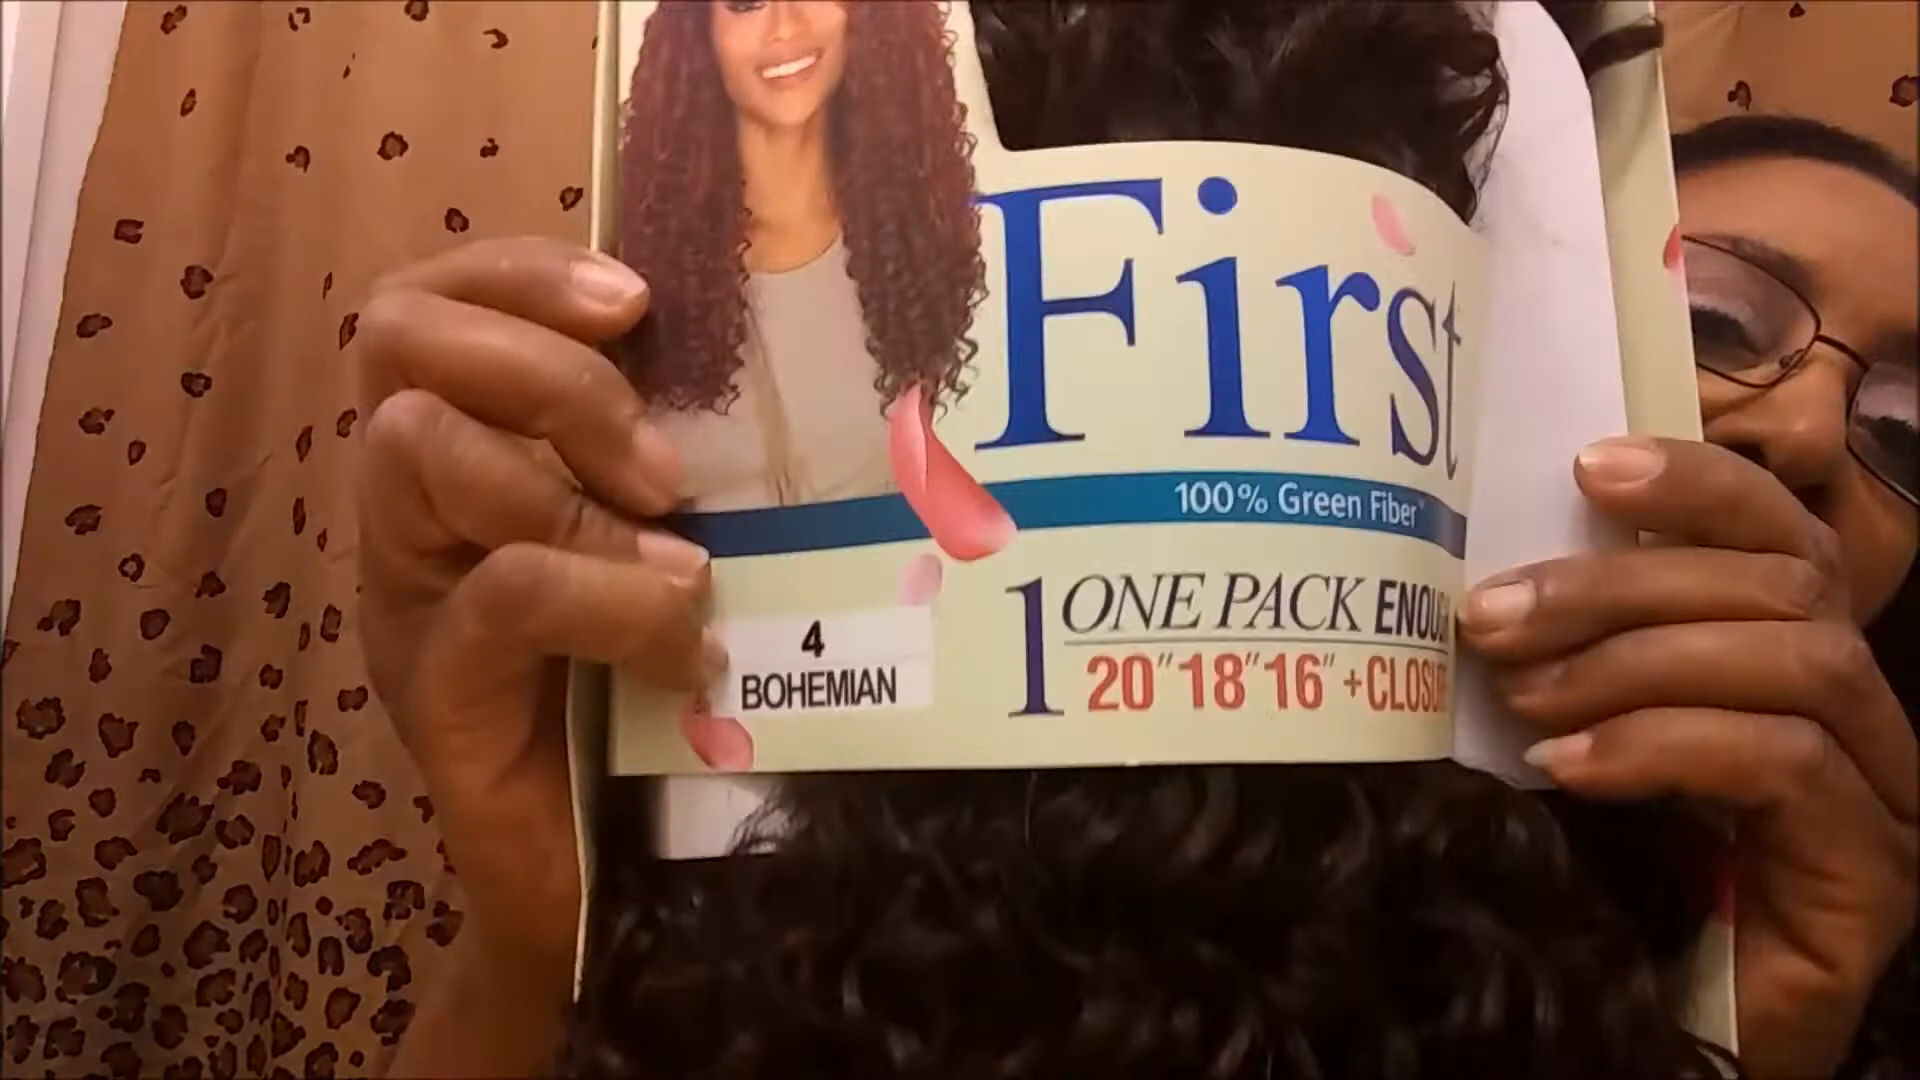 First
100% Green Fiber
4
BOHEMIAN
1 ONE PACK
20" 18" 16" +